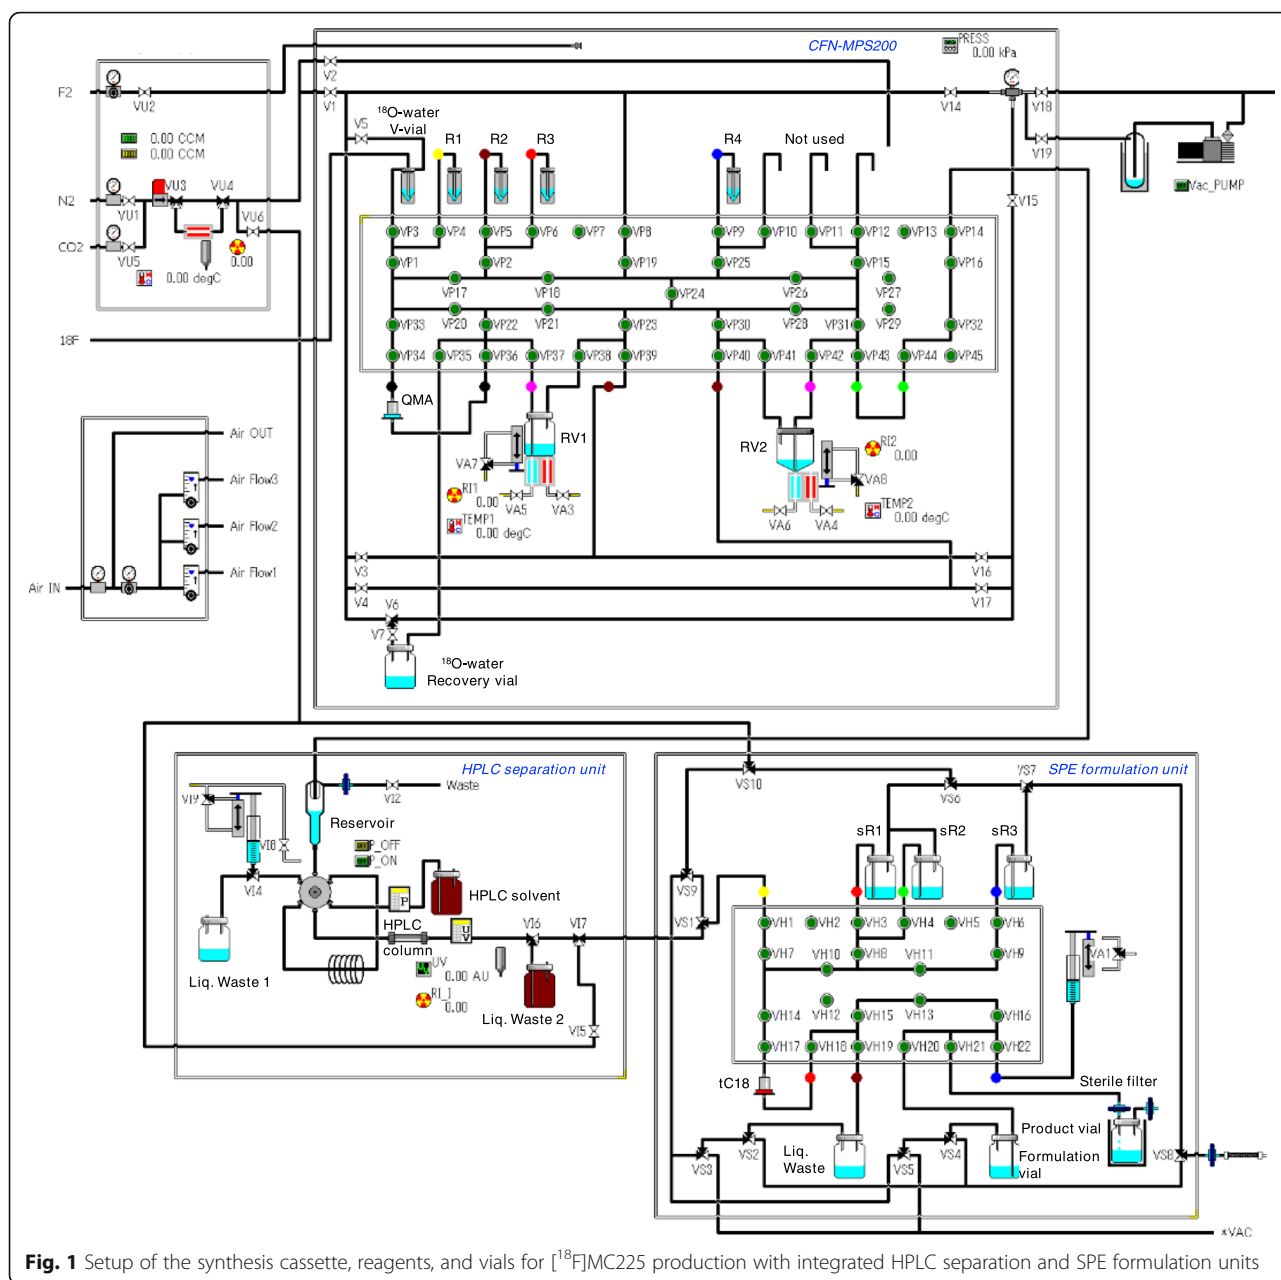 CFN-MPS200
PRESS
0.00 kPa
V2
F2
VU2
V1
V14
V18
18O-water
V-vial
V5
R1
R2
R3
R4
Not used
V19
0.00 CCM
0.00 CCM
Vac_PUMP
VU3
VU4
N2
VU1
VU6
V15
CO2
VU5
0.00 degC
0.00
VP3
VP4
VP5
VP6
VP7
VP8
VP9
VP10
VP11
VP12
VP13
VP14
VP1
VP2
VP19
VP25
VP15
VP16
VP17
VP18
VP24
VP26
VP27
VP20
VP21
VP28
VP29
VP33
VP22
VP23
VP30
VP31
VP32
18F
VP34
VP35
VP36
VP37
VP38
VP39
VP40
VP41
VP42
VP43
VP44
VP45
QMA
Air OUT
RV1
RV2
RI2
0.00
VA7
VA8
Air Flow3
RI1
0.00
VA5
VA3
VA6
VA4
TEMP1
0.00 degC
TEMP2
0.00 degC
Air Flow2
Air Flow1
Air IN
V3
V16
V4
V17
V6
V7
18O-water
Recovery vial
HPLC separation unit
SPE formulation unit
VS10
VS6
VS7
VI9
VI2
Waste
Reservoir
VI8
P_OFF
P_ON
sR1
sR2
sR3
VI4
P
HPLC solvent
VS9
HPLC
column
UV
VI6
VI7
VS1
VH1
VH2
VH3
VH4
VH5
VH6
VH7
VH10
VH8
VH11
VH9
VA1
Liq. Waste 1
UV
0.00 AU
RI_I
0.00
Liq. Waste 2
VI5
VH12
VH13
VH14
VH15
VH16
VH17
VH18
VH19
VH20
VH21
VH22
tC18
Sterile filter
Product vial
VS2
Liq.
Waste
VS4
Formulation
vial
VS3
VS5
VS8
*VAC
Fig. 1 Setup of the synthesis cassette, reagents, and vials for [18F]MC225 production with integrated HPLC separation and SPE formulation units